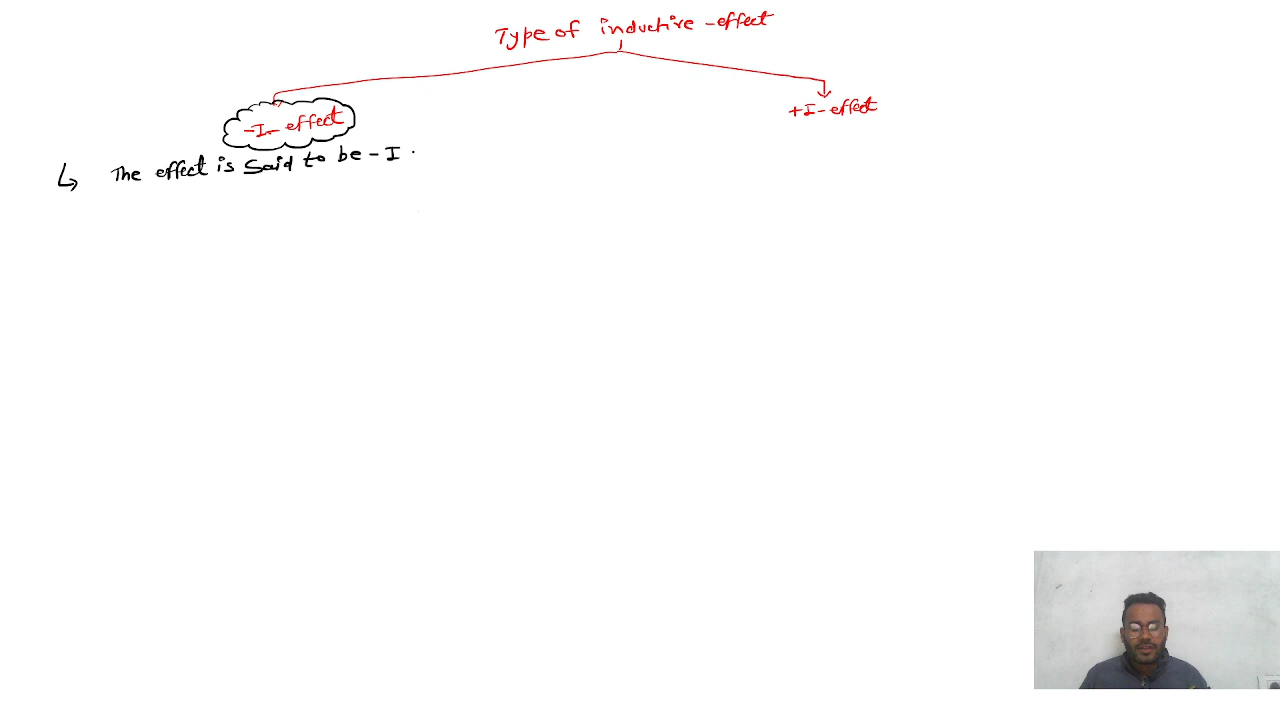 Type of inductive - effect
-I- effect
+I- effect
↳ The effect is said to be - I .